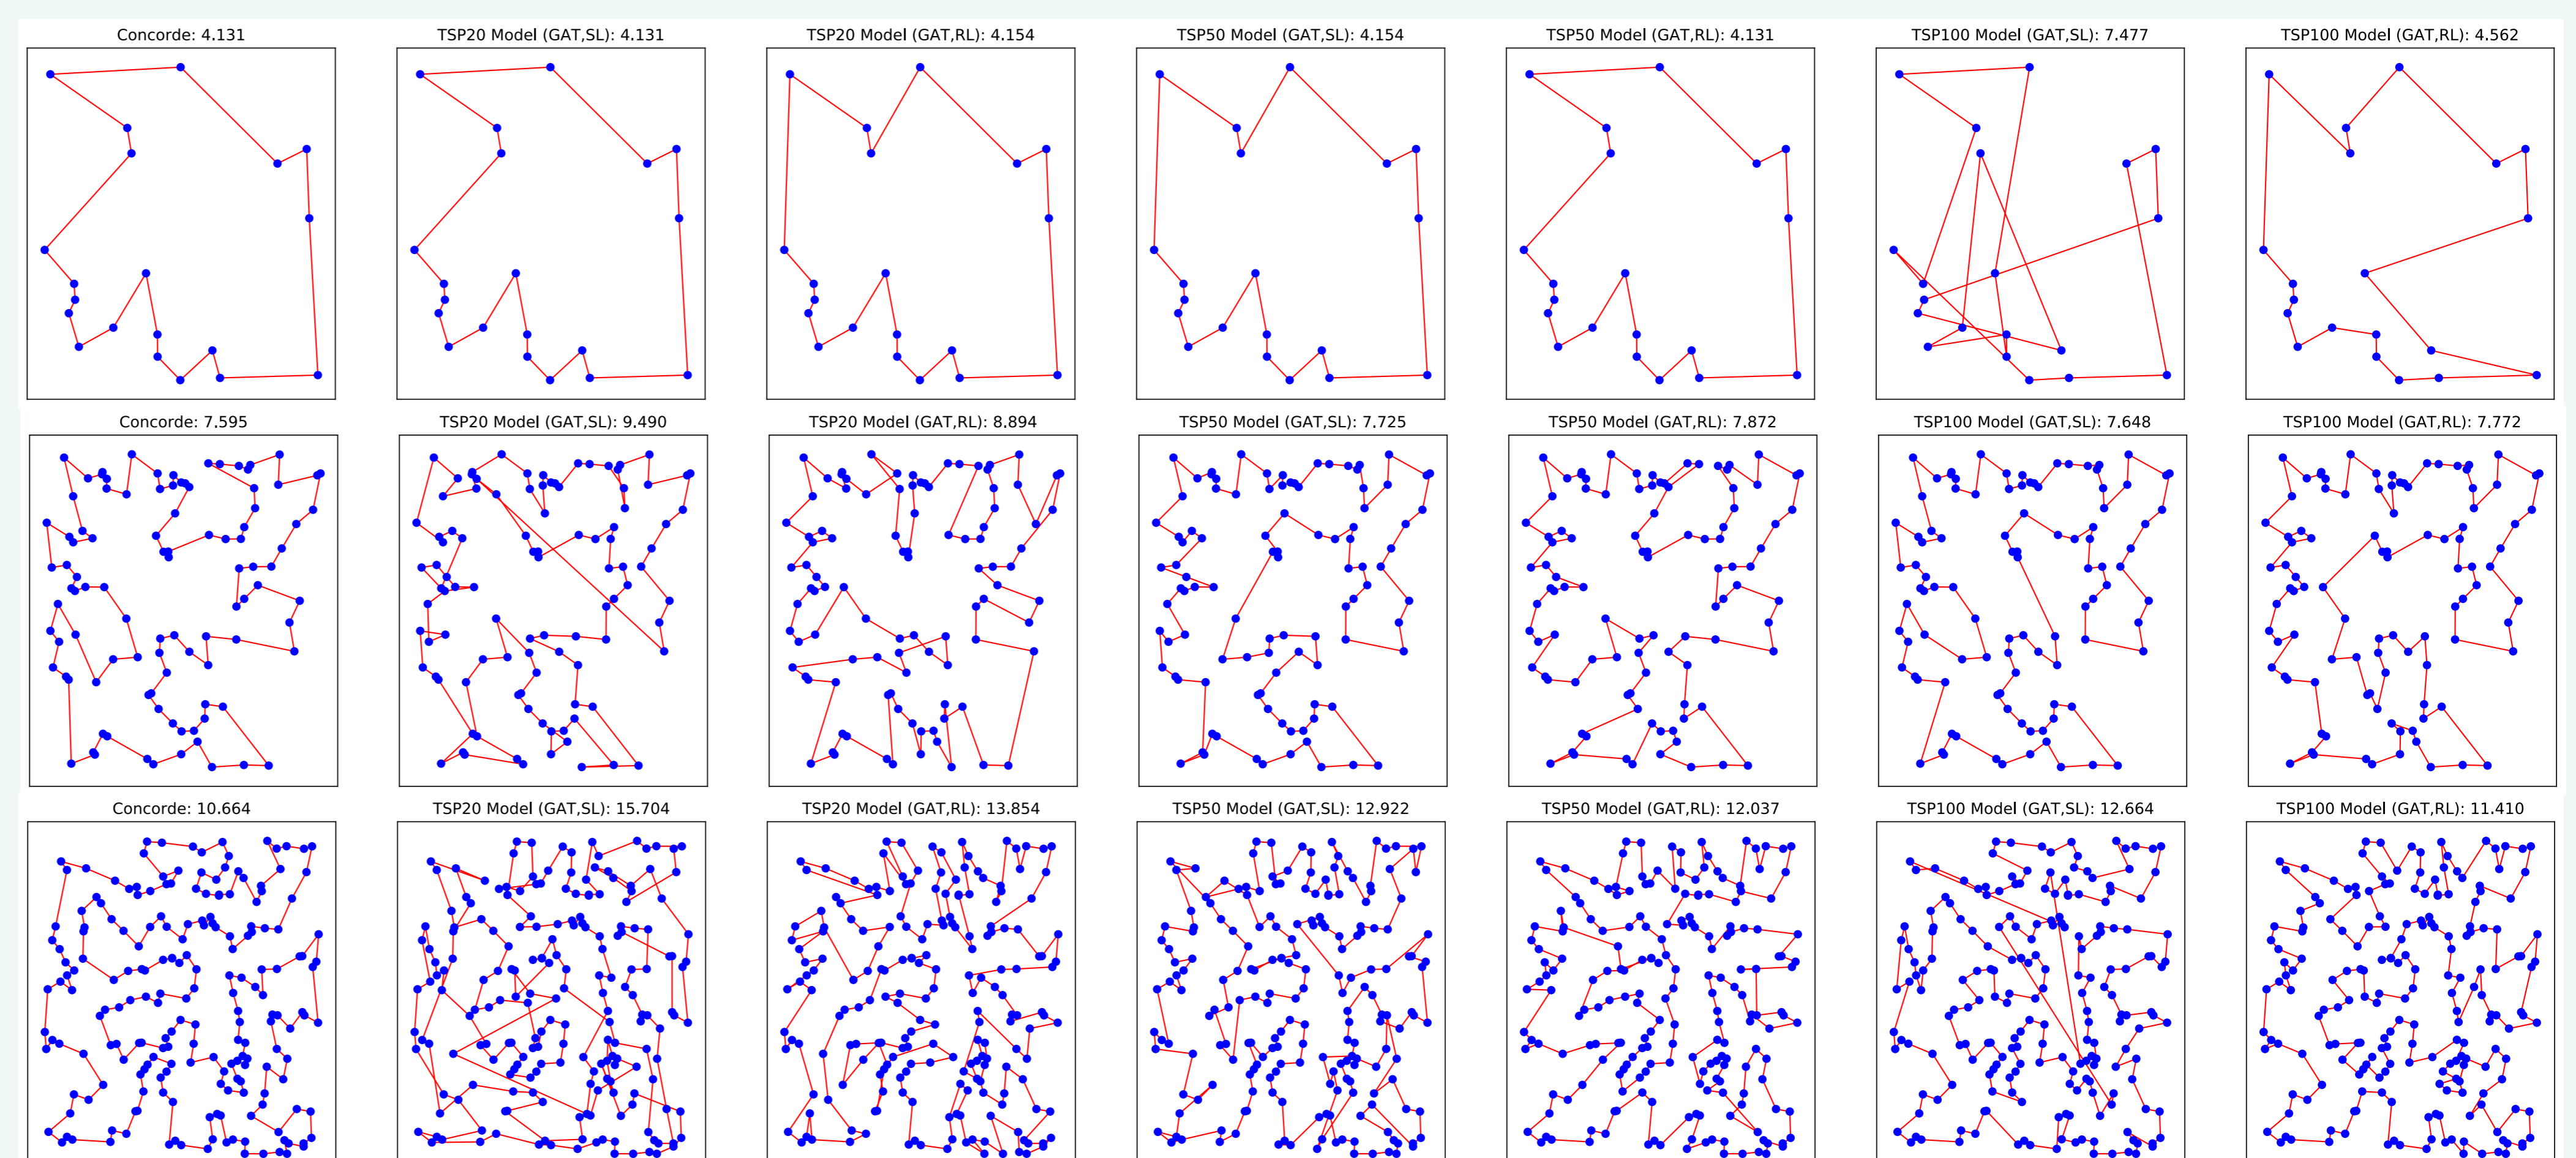 Concorde: 4.131
TSP20 Model (GAT,SL): 4.131
TSP20 Model (GAT,RL): 4.154
TSP50 Model (GAT,SL): 4.154
TSP50 Model (GAT,RL): 4.131
TSP100 Model (GAT,SL): 7.477
TSP100 Model (GAT,RL): 4.562
Concorde: 7.595
TSP20 Model (GAT,SL): 9.490
TSP20 Model (GAT,RL): 8.894
TSP50 Model (GAT,SL): 7.725
TSP50 Model (GAT,RL): 7.872
TSP100 Model (GAT,SL): 7.648
TSP100 Model (GAT,RL): 7.772
Concorde: 10.664
TSP20 Model (GAT,SL): 15.704
TSP20 Model (GAT,RL): 13.854
TSP50 Model (GAT,SL): 12.922
TSP50 Model (GAT,RL): 12.037
TSP100 Model (GAT,SL): 12.664
TSP100 Model (GAT,RL): 11.410